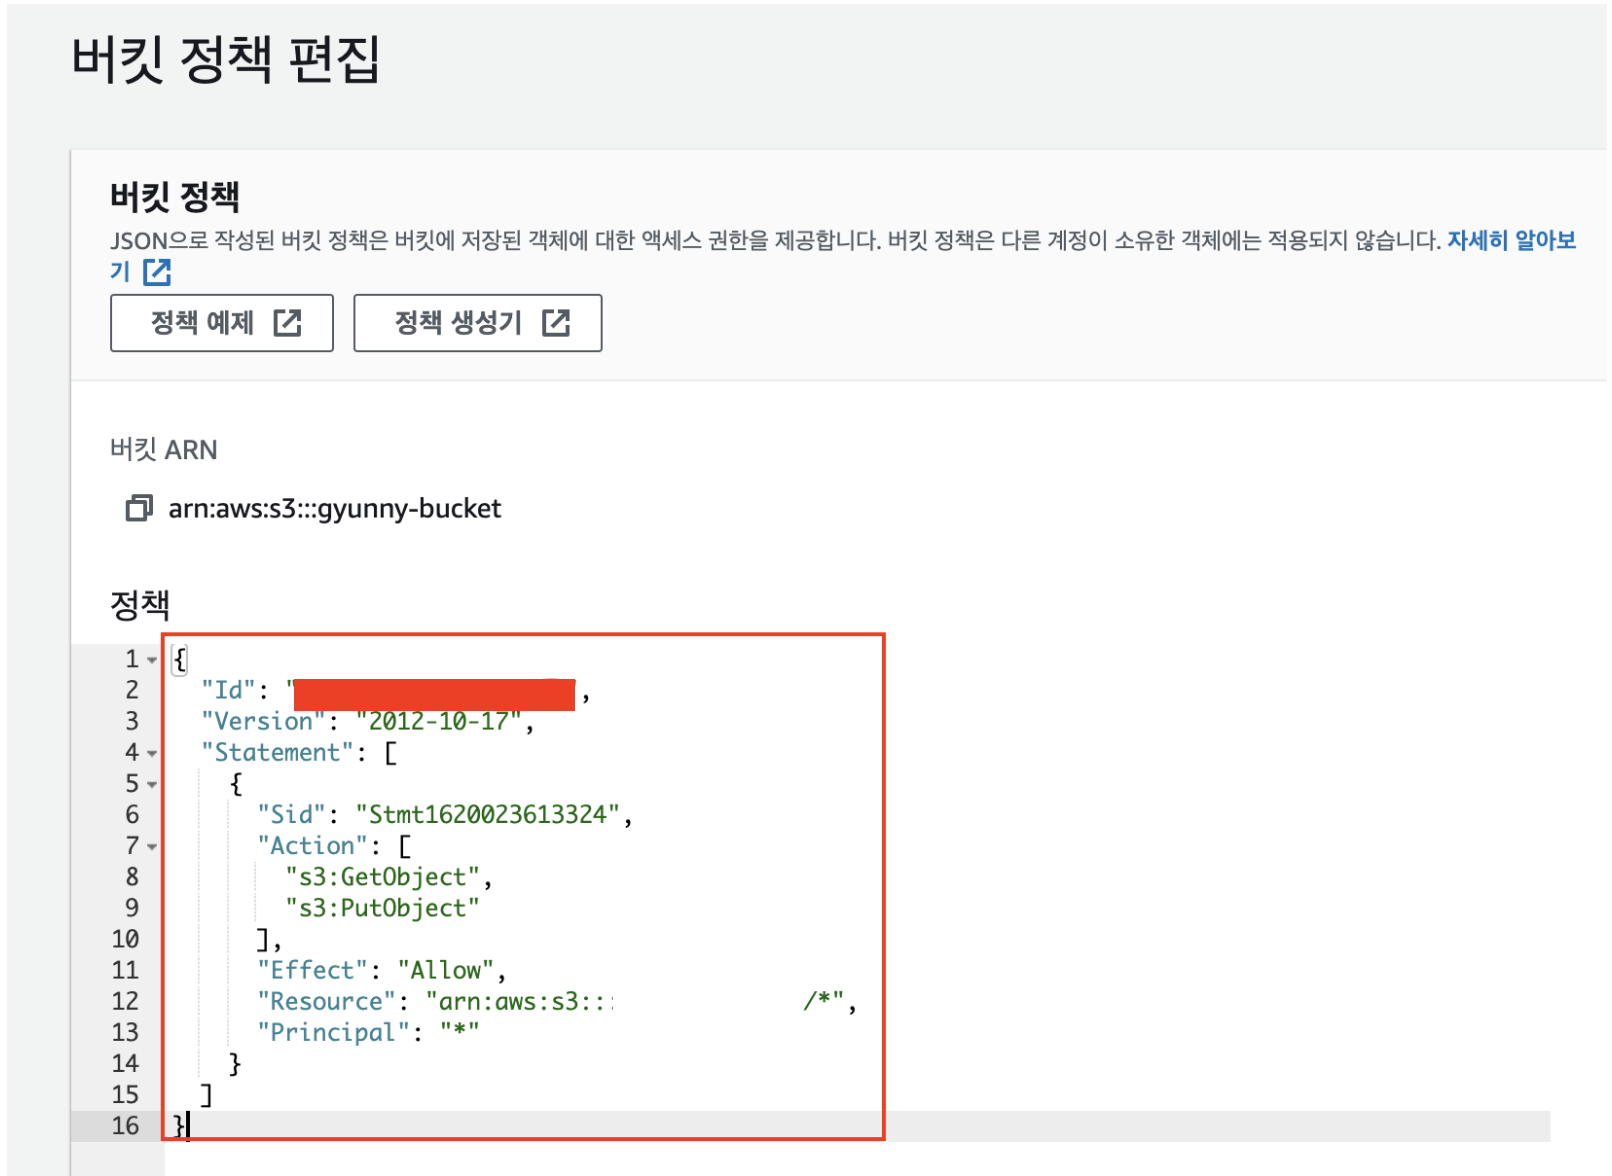 버킷 정책 편집
버킷 정책
JSON으로 작성된 버킷 정책은 버킷에 저장된 객체에 대한 액세스 권한을 제공합니다. 버킷 정책은 다른 계정이 소유한 객체에는 적용되지 않습니다. 자세히 알아보
기
정책 예제 정책 생성기
버킷 ARN
arn:aws:s3:::gyunny-bucket
정책
1 {
2 "Id": " ,
3 "Version": "2012-10-17",
4 "Statement": [
5 {
6 "Sid": "Stmt1620023613324",
7 "Action": [
8 "s3:GetObject",
9 "s3:PutObject"
10 ],
11 "Effect": "Allow",
12 "Resource": "arn:aws:s3::: /*",
13 "Principal": "*"
14 }
15 ]
16 }